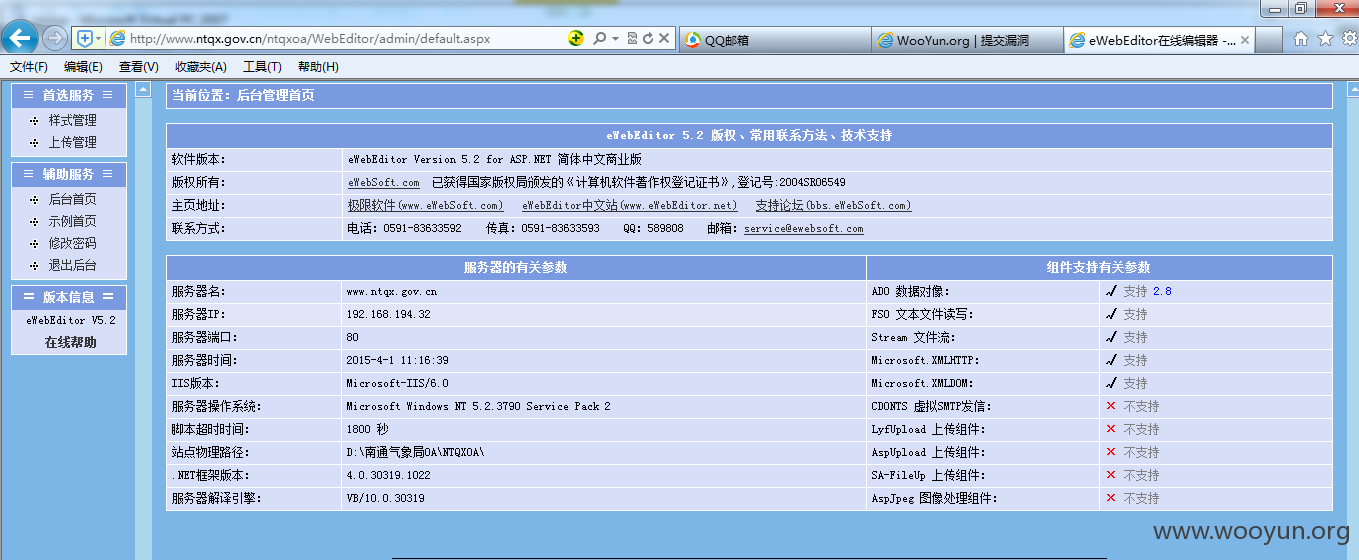 http://www.ntqx.gov.cn/ntqxoa/WebEditor/admin/default.aspx
QQ邮箱
WooYun.org | 提交漏洞
eWebEditor在线编辑器 -...
文件(F) 编辑(E) 查看(V) 收藏夹(A) 工具(T) 帮助(H)
首选服务
样式管理
上传管理
辅助服务
后台首页
示例首页
修改密码
退出后台
版本信息
eWebEditor V5.2
在线帮助
当前位置：后台管理首页
eWebEditor 5.2 版权、常用联系方法、技术支持
软件版本： eWebEditor Version 5.2 for ASP.NET 简体中文商业版
版权所有： eWebSoft.com 已获得国家版权局颁发的《计算机软件著作权登记证书》,登记号:2004SR06549
主页地址： 极限软件(www.eWebSoft.com) eWebEditor中文站(www.eWebEditor.net) 支持论坛(bbs.eWebSoft.com)
联系方式： 电话：0591-83633592 传真：0591-83633593 QQ：589808 邮箱：service@ewebsoft.com
服务器的有关参数 组件支持有关参数
服务器名： www.ntqx.gov.cn ADO 数据对像： 支持 2.8
服务器IP： 192.168.194.32 FSO 文本文件读写： 支持
服务器端口： 80 Stream 文件流： 支持
服务器时间： 2015-4-1 11:16:39 Microsoft.XMLHTTP： 支持
IIS版本： Microsoft-IIS/6.0 Microsoft.XMLDOM： 支持
服务器操作系统： Microsoft Windows NT 5.2.3790 Service Pack 2 CDONTS 虚拟SMTP发信： 不支持
脚本超时时间： 1800 秒 LyfUpload 上传组件： 不支持
站点物理路径： D:\南通气象局OA\NTQXOA\ AspUpload 上传组件： 不支持
.NET框架版本： 4.0.30319.1022 SA-FileUp 上传组件： 不支持
服务器解译引擎： VB/10.0.30319 AspJpeg 图像处理组件： 不支持
www.wooyun.org